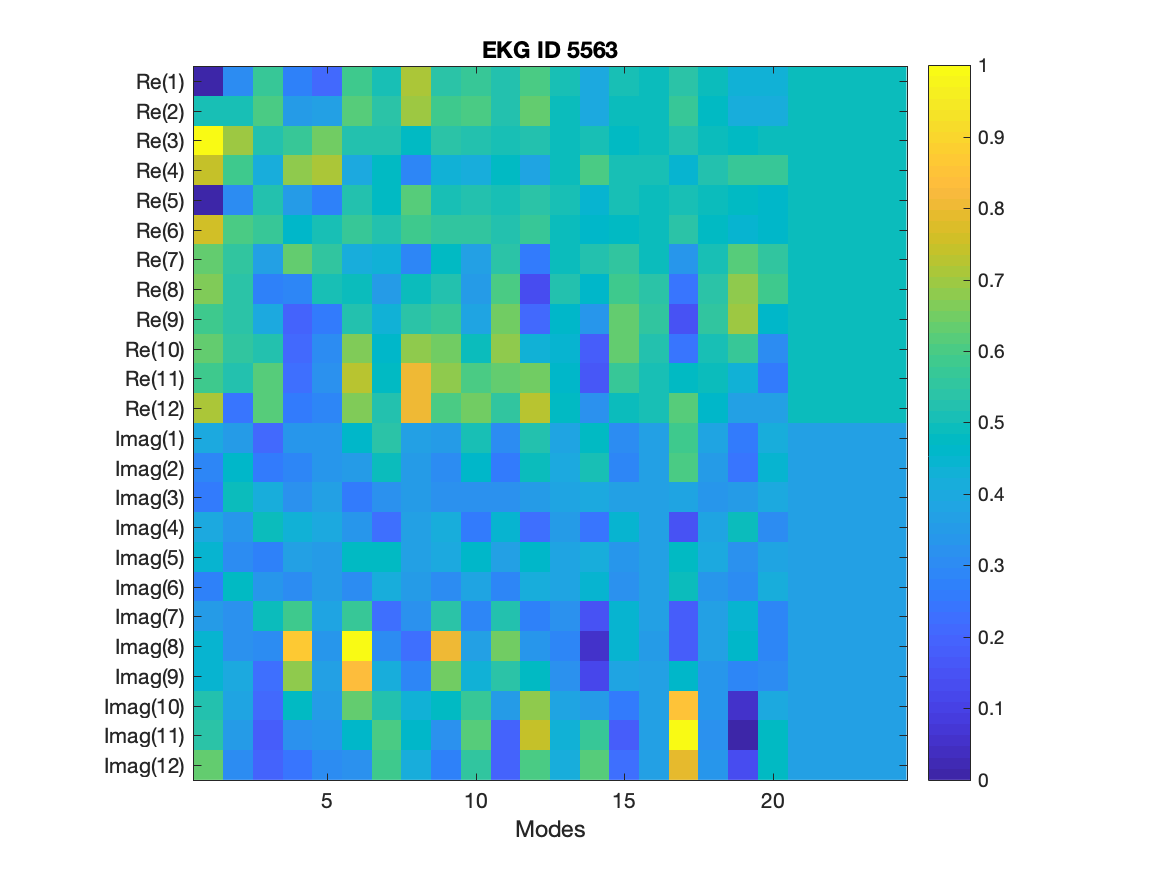 EKG ID 5563
Re(1)
Re(2)
Re(3)
Re(4)
Re(5)
Re(6)
Re(7)
Re(8)
Re(9)
Re(10)
Re(11)
Re(12)
Imag(1)
Imag(2)
Imag(3)
Imag(4)
Imag(5)
Imag(6)
Imag(7)
Imag(8)
Imag(9)
Imag(10)
Imag(11)
Imag(12)
5 10 15 20
Modes
1
0.9
0.8
0.7
0.6
0.5
0.4
0.3
0.2
0.1
0